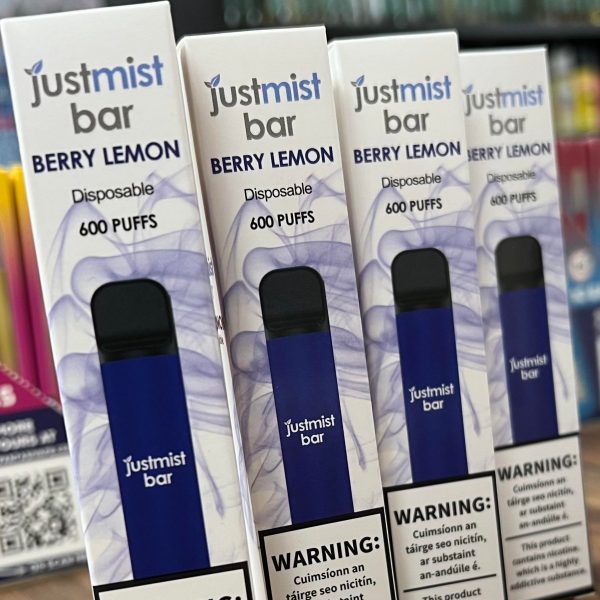 justmist
bar
BERRY LEMON
Disposable
600 PUFFS
justmist
bar
WARNING:
justmist
bar
BERRY LEMON
Disposable
600 PUFFS
justmist
bar
WARNING:
Cuimsíonn an
táirge seo nicitín,
ar substaint
justmist
bar
BERRY LEMON
Disposable
600 PUFFS
justmist
bar
WARNING:
Cuimsíonn an
táirge seo nicitín,
ar substaint
an-andúile é.
This product
justmist
bar
BERRY LEMON
Disposable
600 PUFFS
justmist
bar
WARNING:
Cuimsíonn an
táirge seo nicitín,
ar substaint
an-andúile é.
This product
contains nicotine
which is a highly
addictive substance.